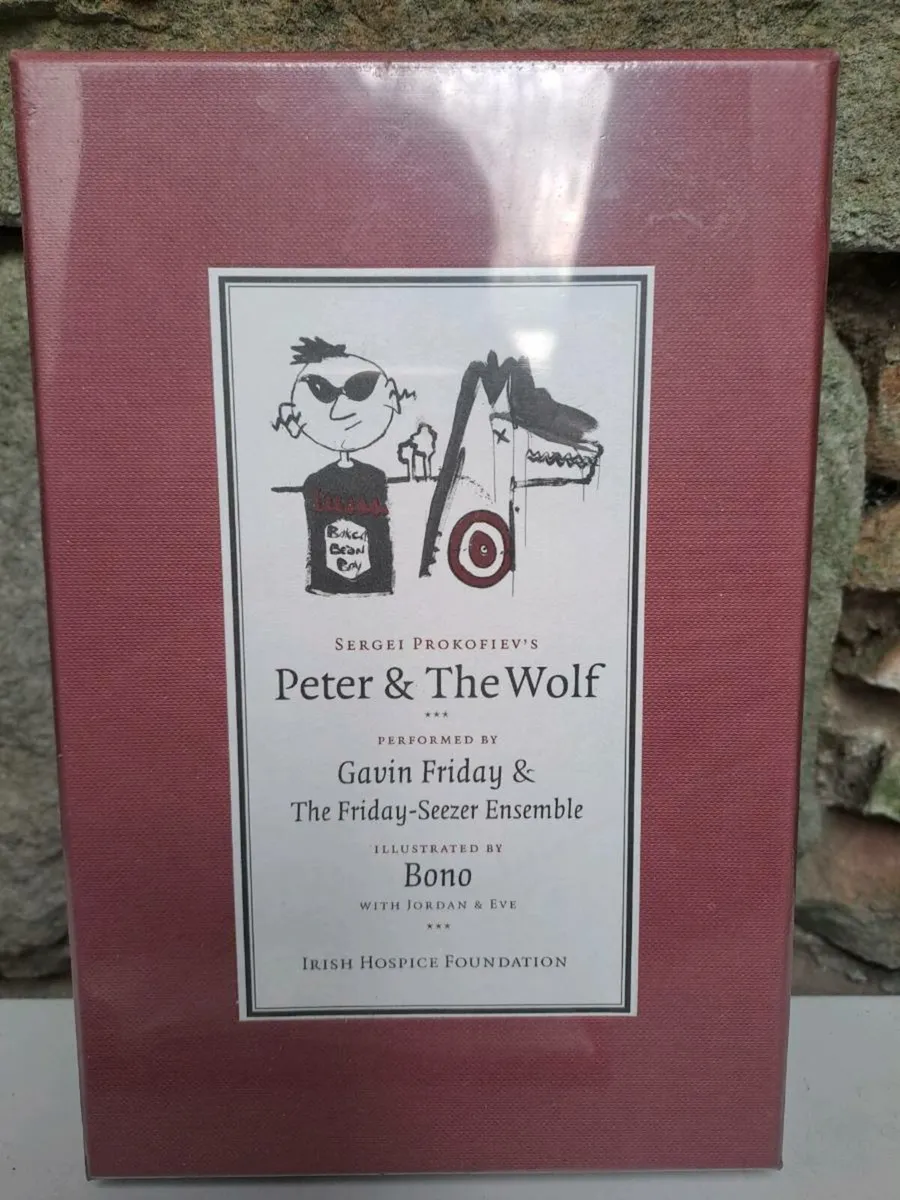 Baked
Bean
Boy
SERGEI PROKOFIEV'S
Peter & The Wolf
***
PERFORMED BY
Gavin Friday &
The Friday-Seezer Ensemble
ILLUSTRATED BY
Bono
WITH JORDAN & EVE
***
IRISH HOSPICE FOUNDATION